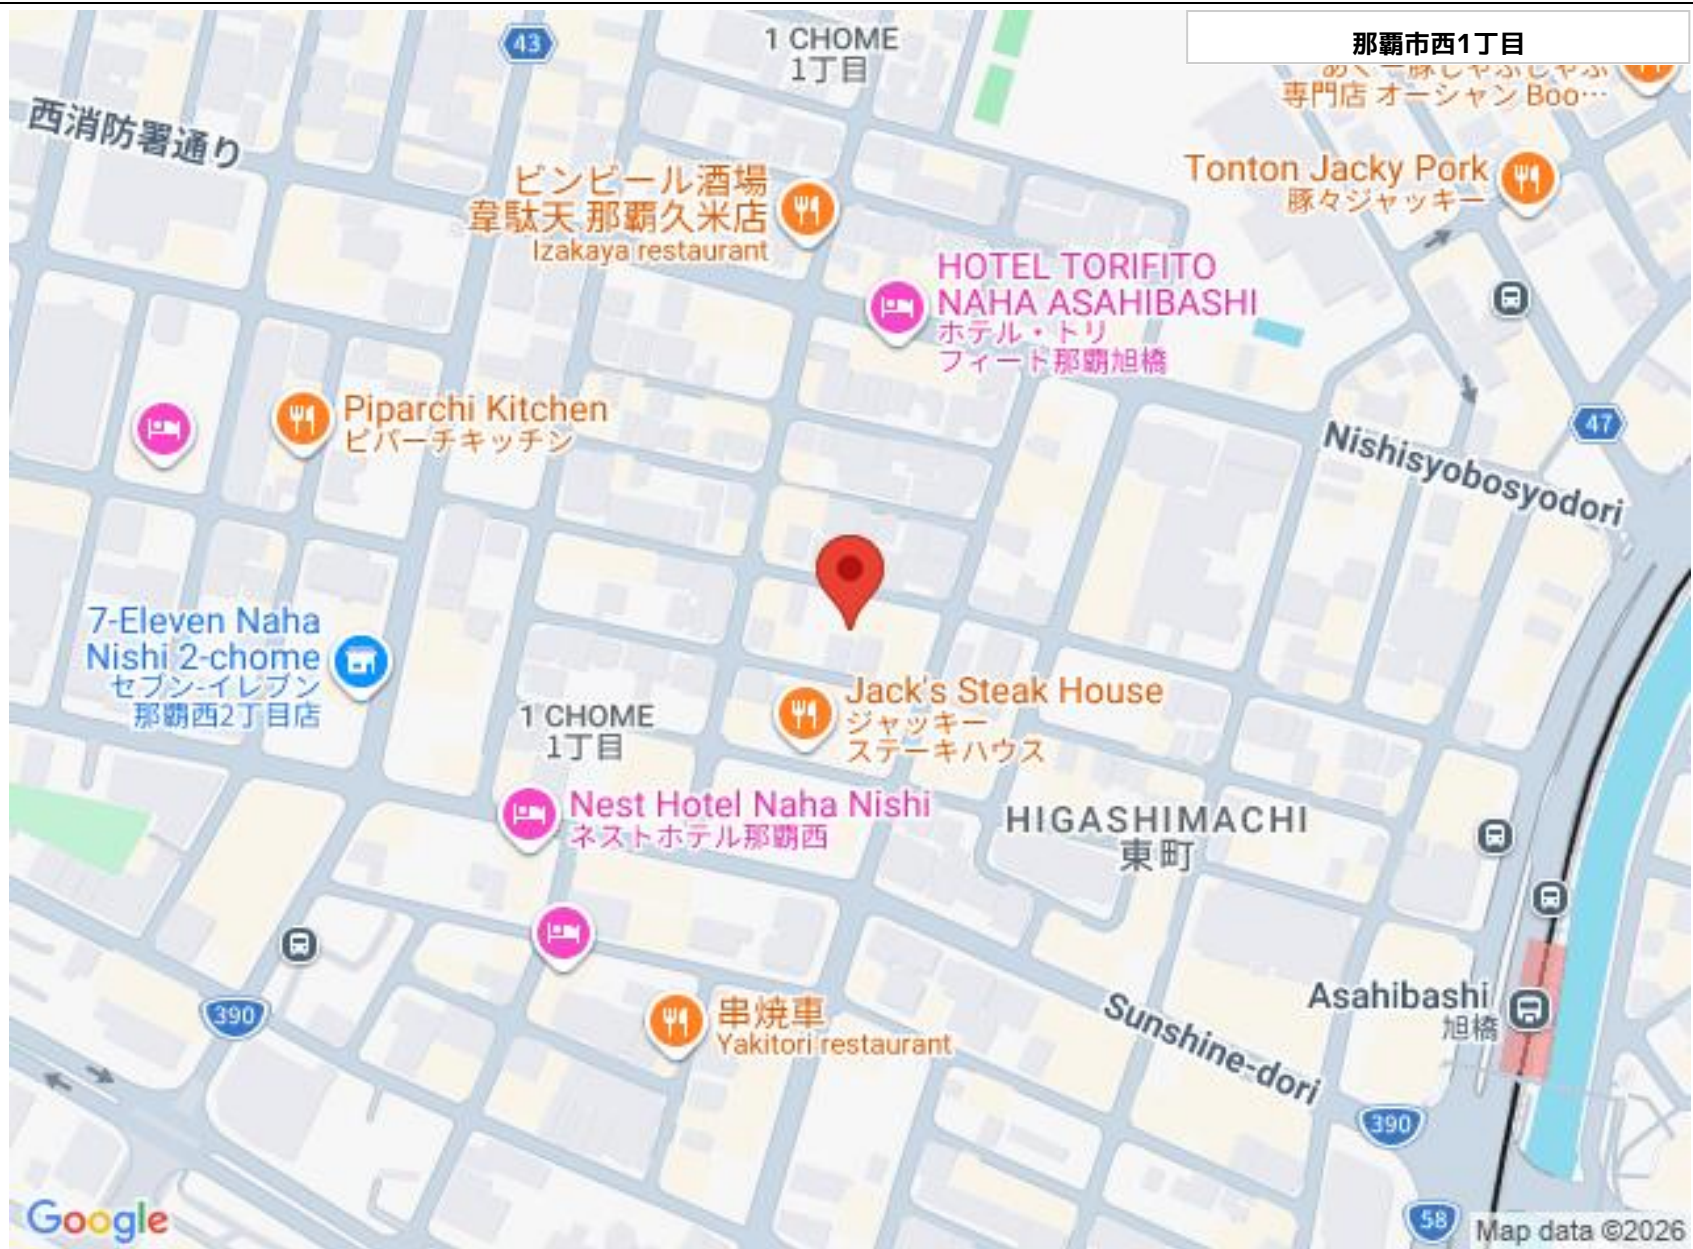 那覇市西1丁目
43
1 CHOME
1丁目
専門店 オーシャン Boo…
西消防署通り
ビンビール酒場
韋駄天 那覇久米店
Izakaya restaurant
Tonton Jacky Pork
豚々ジャッキー
HOTEL TORIFITO
NAHA ASAHIBASHI
ホテル・トリ
フィート那覇旭橋
Piparchi Kitchen
ピパーチキッチン
47
Nishisyobosyodori
7-Eleven Naha
Nishi 2-chome
セブン-イレブン
那覇西2丁目店
1 CHOME
1丁目
Jack's Steak House
ジャッキー
ステーキハウス
Nest Hotel Naha Nishi
ネストホテル那覇西
HIGASHIMACHI
東町
390
串焼車
Yakitori restaurant
Asahibashi
旭橋
Sunshine-dori
390
58
Google
Map data ©2026